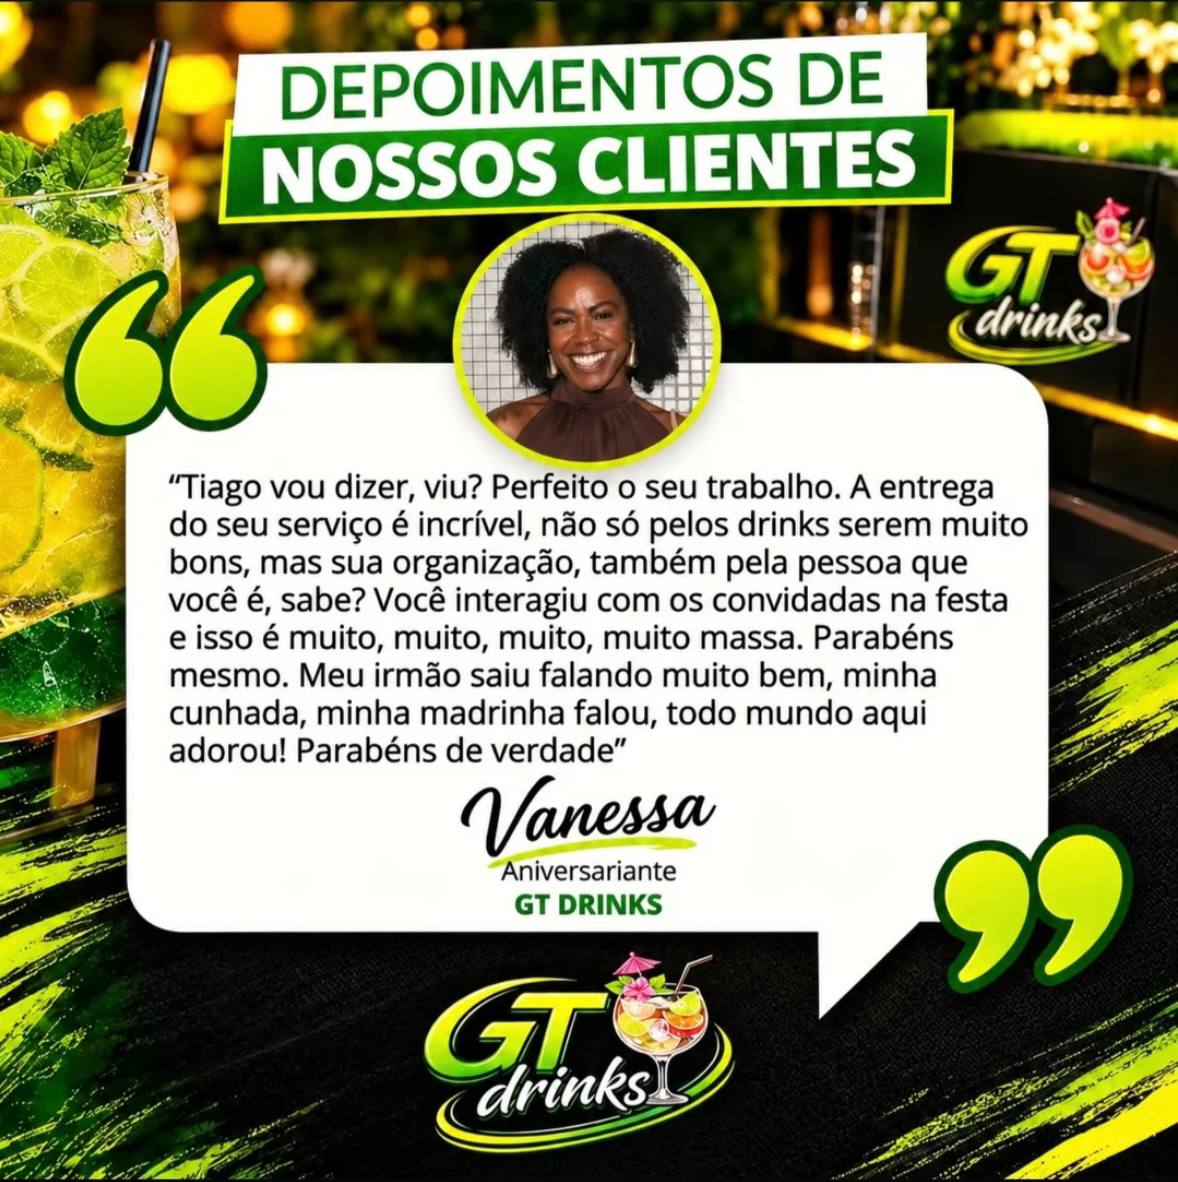 DEPOIMENTOS DE
NOSSOS CLIENTES
GT
drinks
“Tiago vou dizer, viu? Perfeito o seu trabalho. A entrega
do seu serviço é incrível, não só pelos drinks serem muito
bons, mas sua organização, também pela pessoa que
você é, sabe? Você interagiu com os convidadas na festa
e isso é muito, muito, muito, muito massa. Parabéns
mesmo. Meu irmão saiu falando muito bem, minha
cunhada, minha madrinha falou, todo mundo aqui
adorou! Parabéns de verdade”
Vanessa
Aniversariante
GT DRINKS
GT
drinks